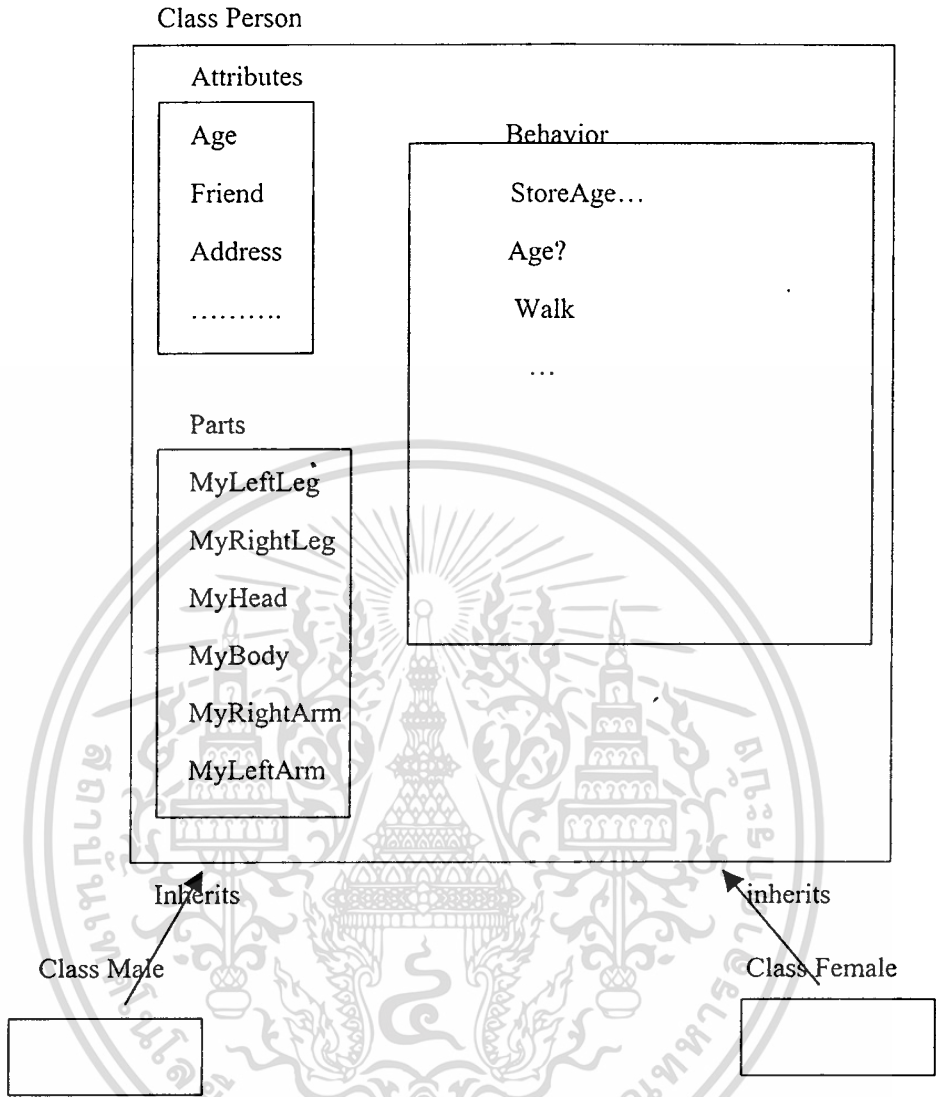 Class Person
Attributes
Age
Friend
Address
..........
Behavior
StoreAge...
Age?
Walk
...
Parts
MyLeftLeg
MyRightLeg
MyHead
MyBody
MyRightArm
MyLeftArm
Inherits
inherits
Class Male
Class Female